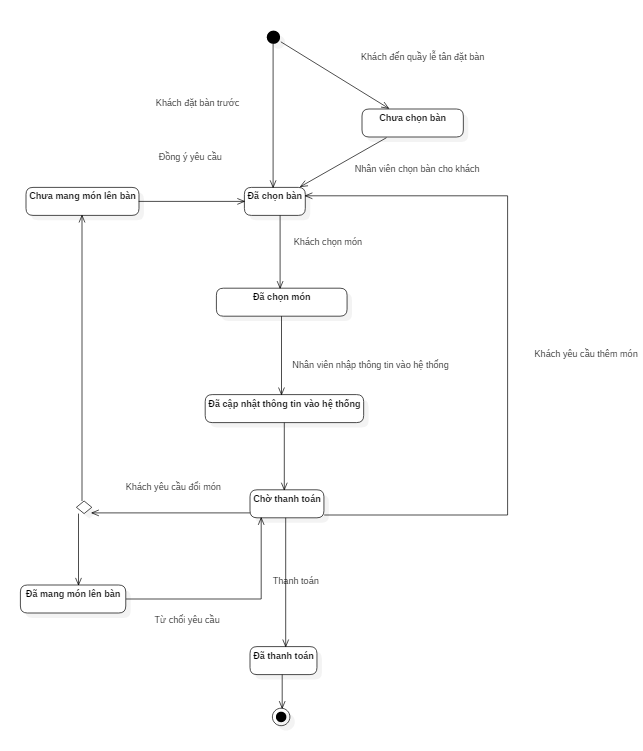 Khách đến quầy lễ tân đặt bàn
Khách đặt bàn trước
Chưa chọn bàn
Đồng ý yêu cầu
Nhân viên chọn bàn cho khách
Chưa mang món lên bàn
Đã chọn bàn
Khách chọn món
Đã chọn món
Khách yêu cầu thêm món
Nhân viên nhập thông tin vào hệ thống
Đã cập nhật thông tin vào hệ thống
Khách yêu cầu đổi món
Chờ thanh toán
Thanh toán
Đã mang món lên bàn
Từ chối yêu cầu
Đã thanh toán